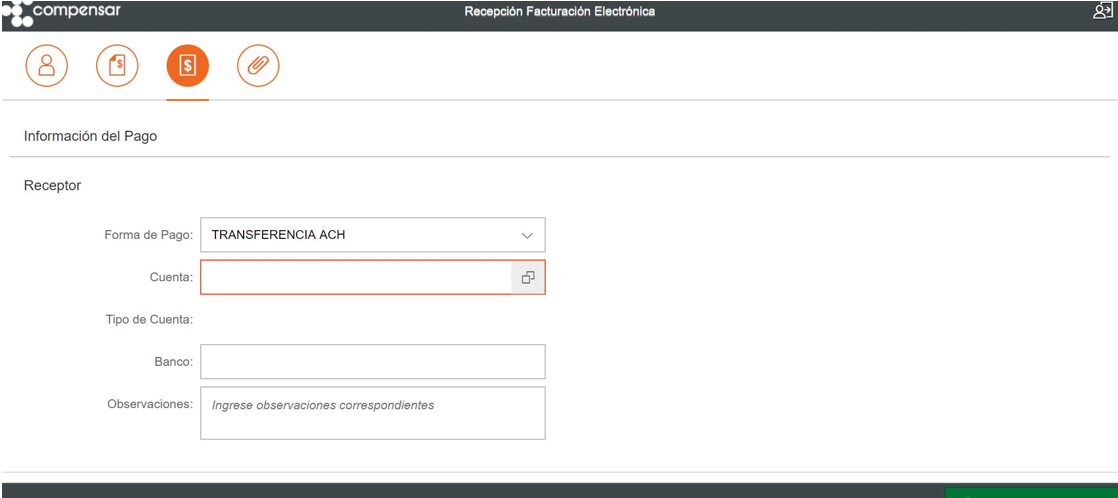 compensar
Recepción Facturación Electrónica
Información del Pago
Receptor
Forma de Pago: TRANSFERENCIA ACH
Cuenta:
Tipo de Cuenta:
Banco:
Observaciones: Ingrese observaciones correspondientes